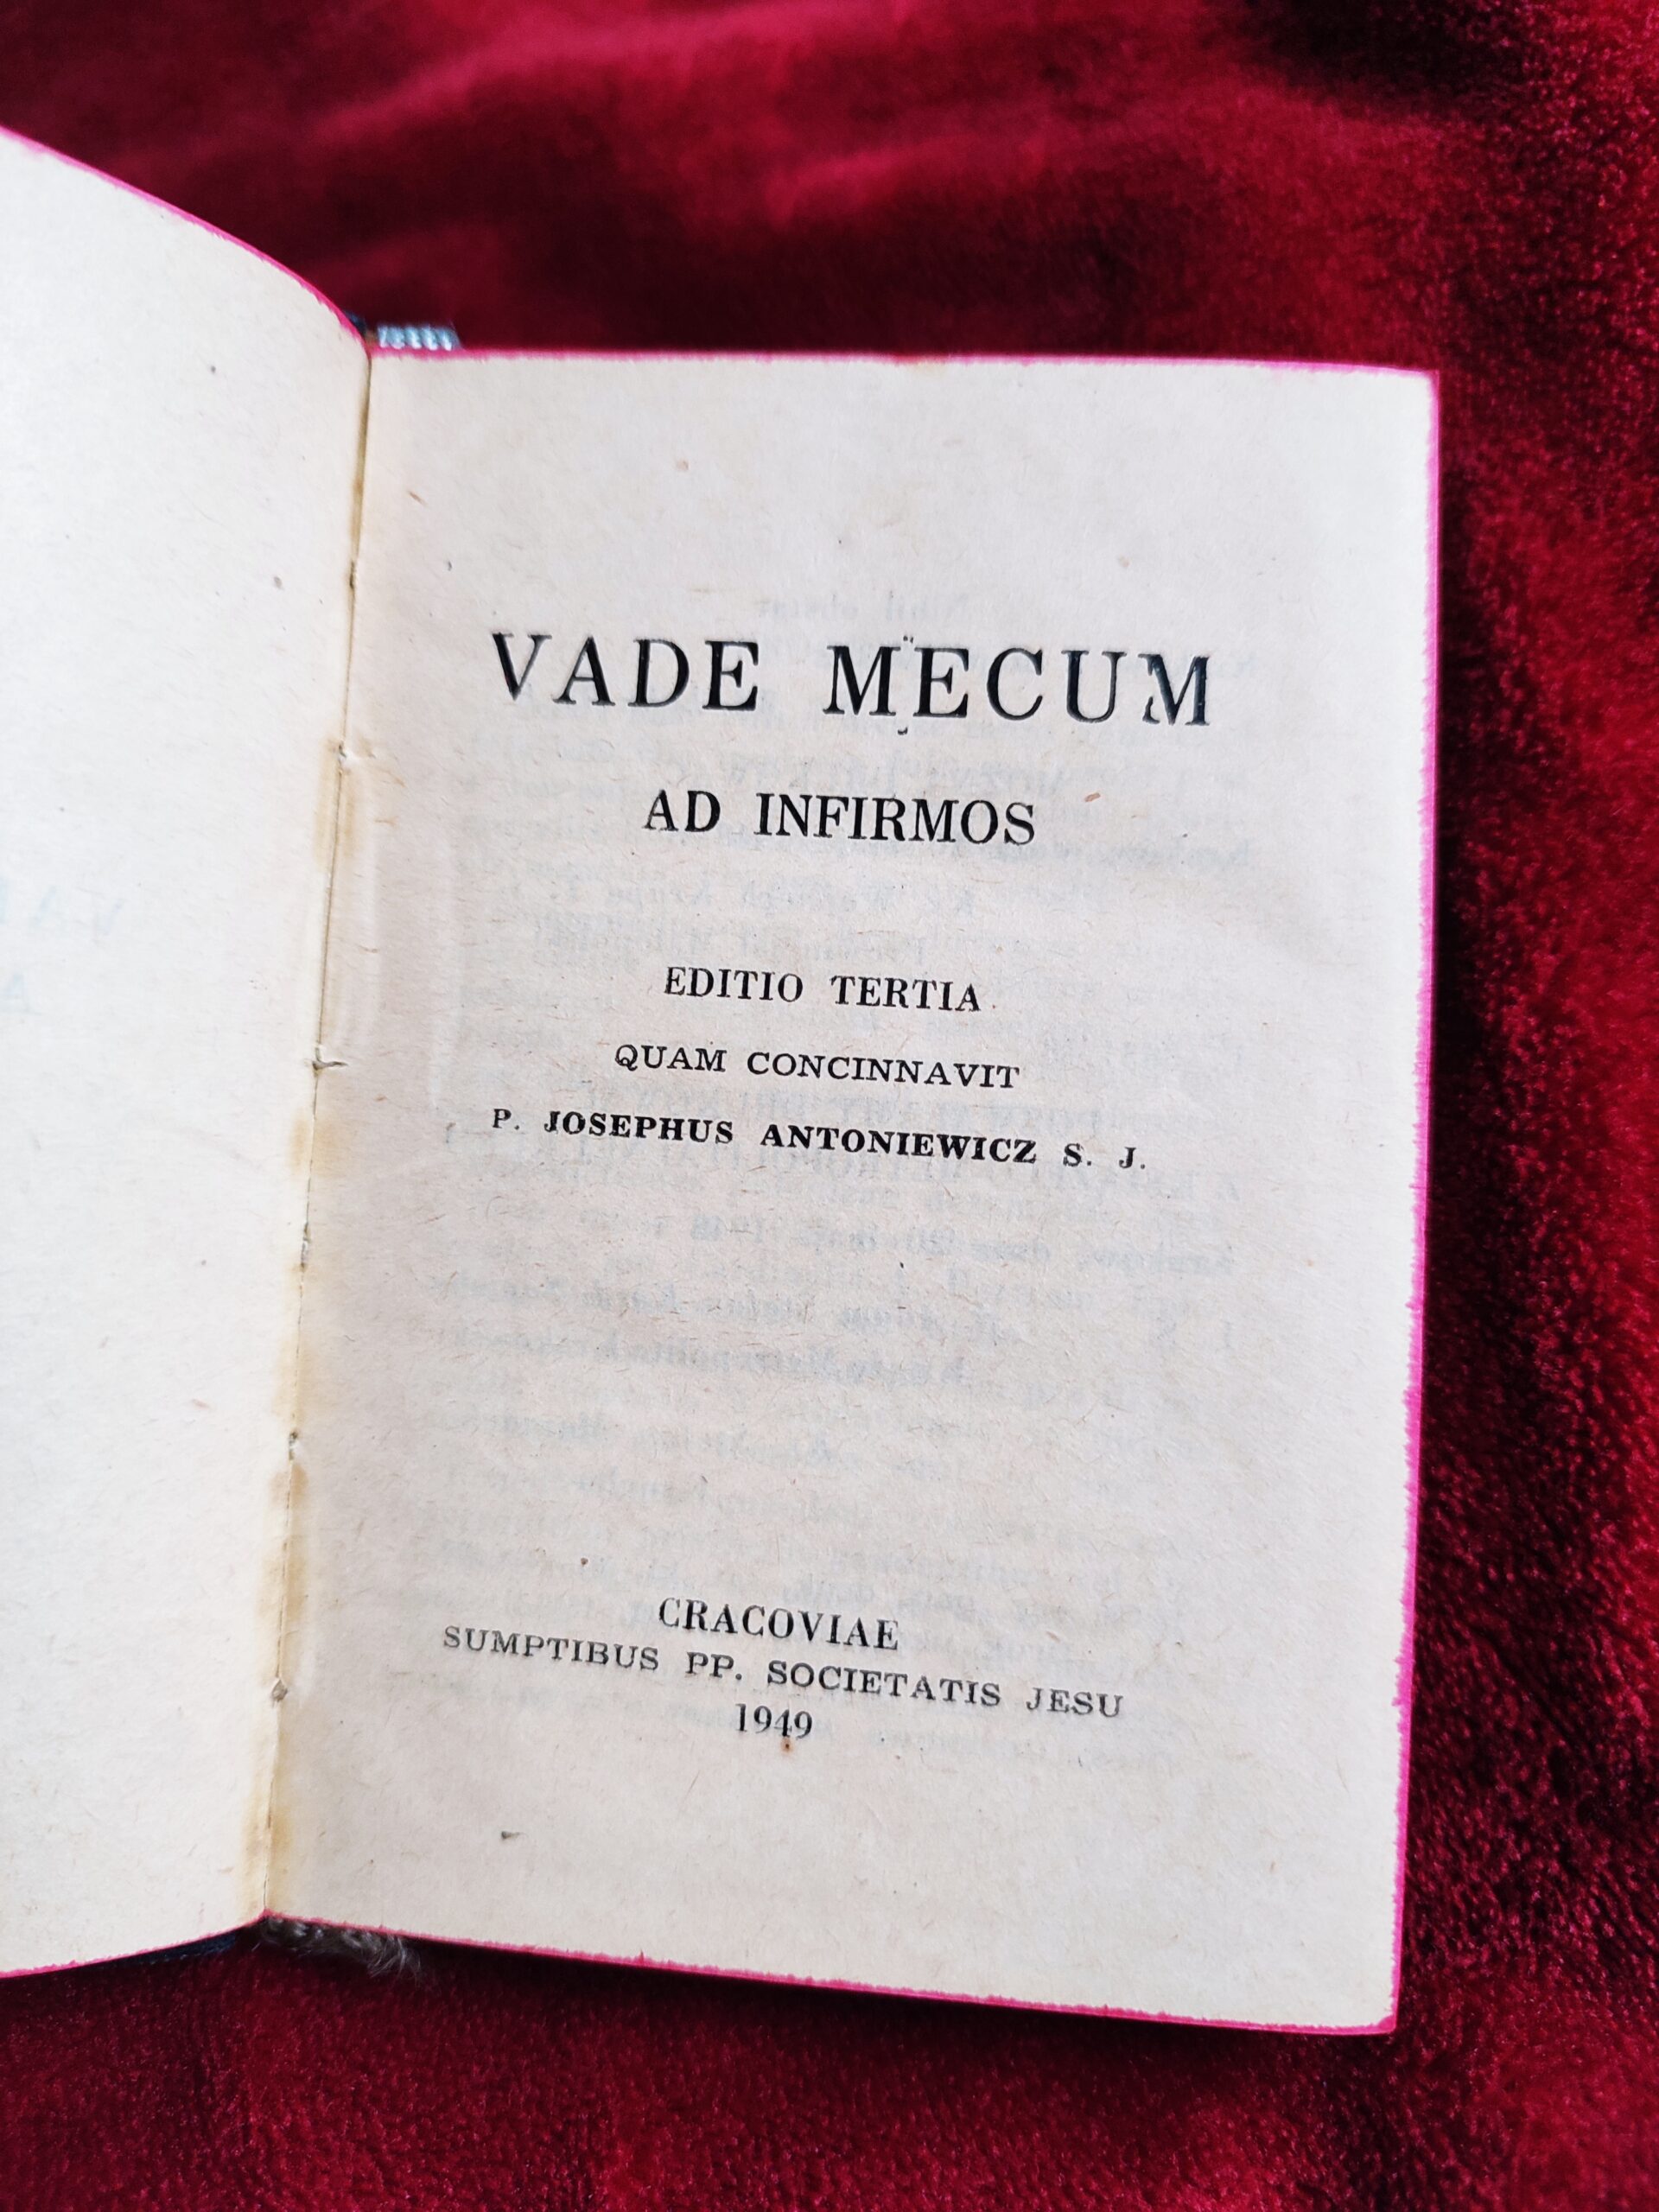 VADE MECUM
AD INFIRMOS
EDITIO TERTIA
QUAM CONCINNAVIT
P. JOSEPHUS ANTONIEWICZ S. J.
CRACOVIAE
SUMPTIBUS PP. SOCIETATIS JESU
1949